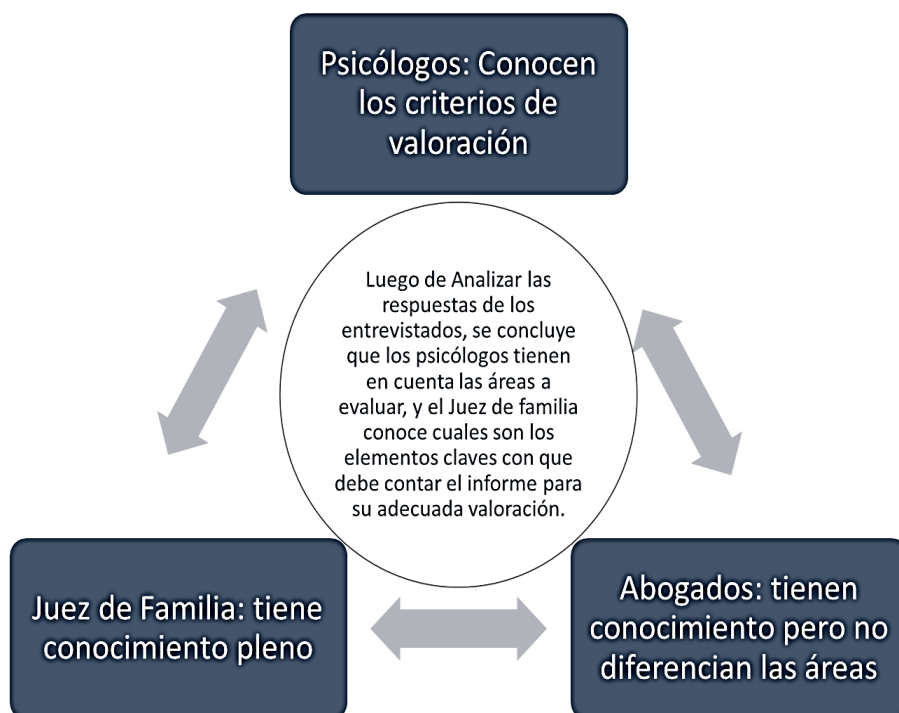 Psicólogos: Conocen
los criterios de
valoración
Luego de Analizar las
respuestas de los
entrevistados, se concluye
que los psicólogos tienen
en cuenta las áreas a
evaluar, y el Juez de familia
conoce cuales son los
elementos claves con que
debe contar el informe para
su adecuada valoración.
Juez de Familia: tiene
conocimiento pleno
Abogados: tienen
conocimiento pero no
diferencian las áreas